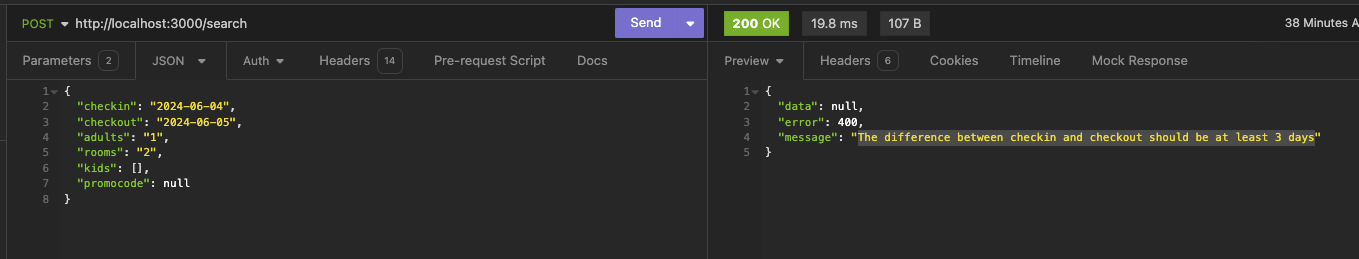 POST http://localhost:3000/search Send 200 OK 19.8 ms 107 B 38 Minutes A
Parameters 2 JSON Auth Headers 14 Pre-request Script Docs Preview Headers 6 Cookies Timeline Mock Response
1 {
2 "checkin": "2024-06-04",
3 "checkout": "2024-06-05",
4 "adults": "1",
5 "rooms": "2",
6 "kids": [],
7 "promocode": null
8 }
1 {
2 "data": null,
3 "error": 400,
4 "message": "The difference between checkin and checkout should be at least 3 days"
5 }